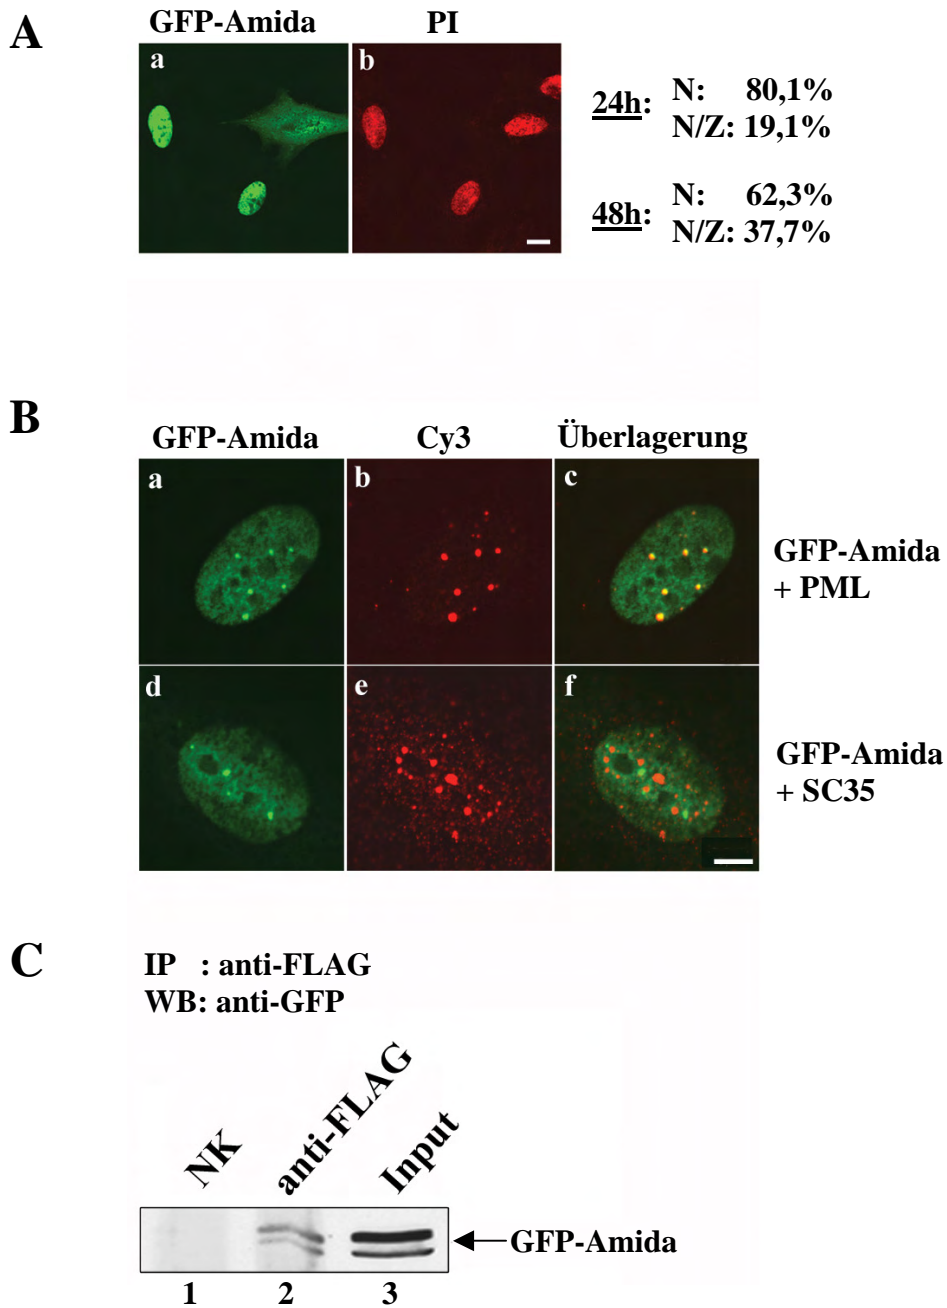 A
GFP-Amida
PI
a
b
24h:
N: 80,1%
N/Z: 19,1%
48h:
N: 62,3%
N/Z: 37,7%
B
GFP-Amida
Cy3
Überlagerung
a
b
c
GFP-Amida
+ PML
d
e
f
GFP-Amida
+ SC35
C
IP : anti-FLAG
WB: anti-GFP
NK
anti-FLAG
Input
GFP-Amida
1
2
3